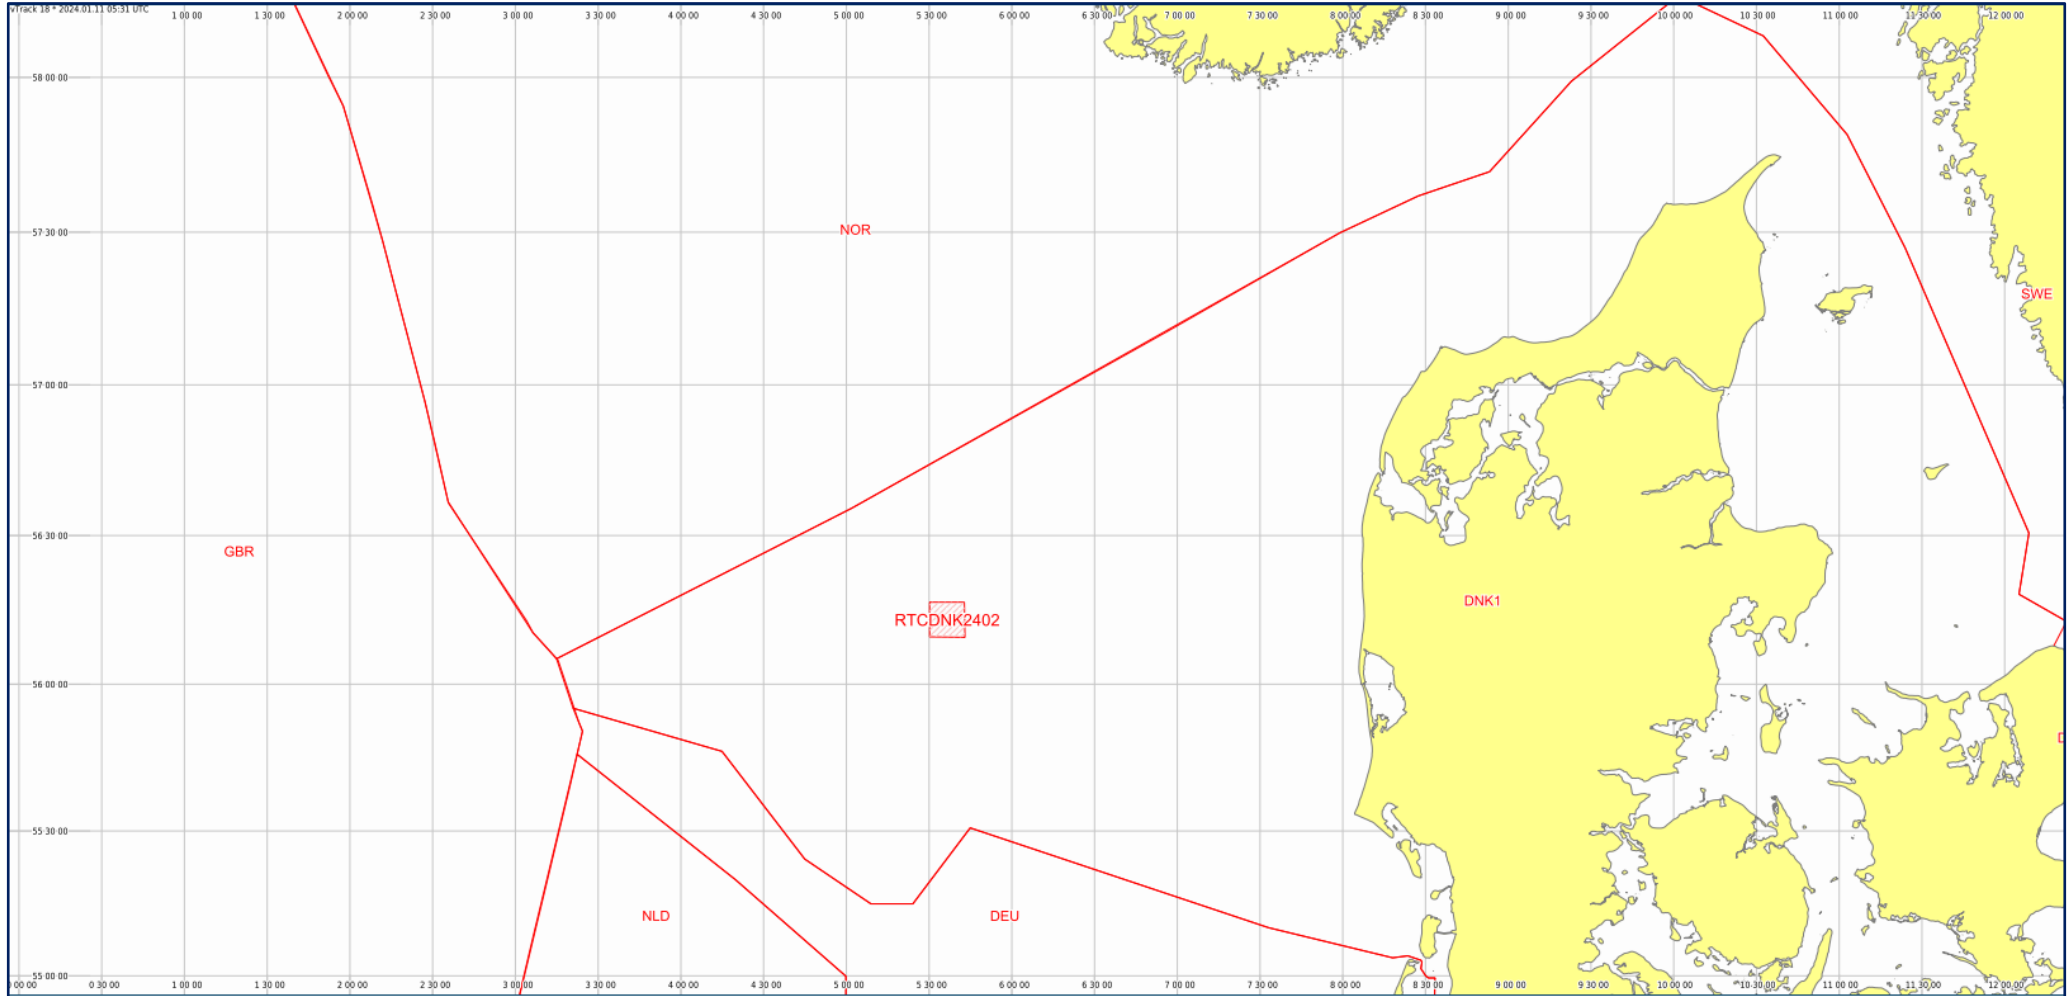 vTrack 18 * 2024.01.11 05:31 UTC
1 00 00 1 30 00 2 00 00 2 30 00 3 00 00 3 30 00 4 00 00 4 30 00 5 00 00 5 30 00 6 00 00 6 30 00 7 00 00 7 30 00 8 00 00 8 30 00 9 00 00 9 30 00 10 00 00 10 30 00 11 00 00 11 30 00 12 00 00
58 00 00
NOR
57 30 00
SWE
57 00 00
56 30 00
GBR
DNK1
RTCDNK2402
56 00 00
D
55 30 00
NLD
DEU
55 00 00
0 00 00 0 30 00 1 00 00 1 30 00 2 00 00 2 30 00 3 00 00 3 30 00 4 00 00 4 30 00 5 00 00 5 30 00 6 00 00 6 30 00 7 00 00 7 30 00 8 00 00 8 30 00 9 00 00 9 30 00 10 00 00 10 30 00 11 00 00 11 30 00 12 00 00